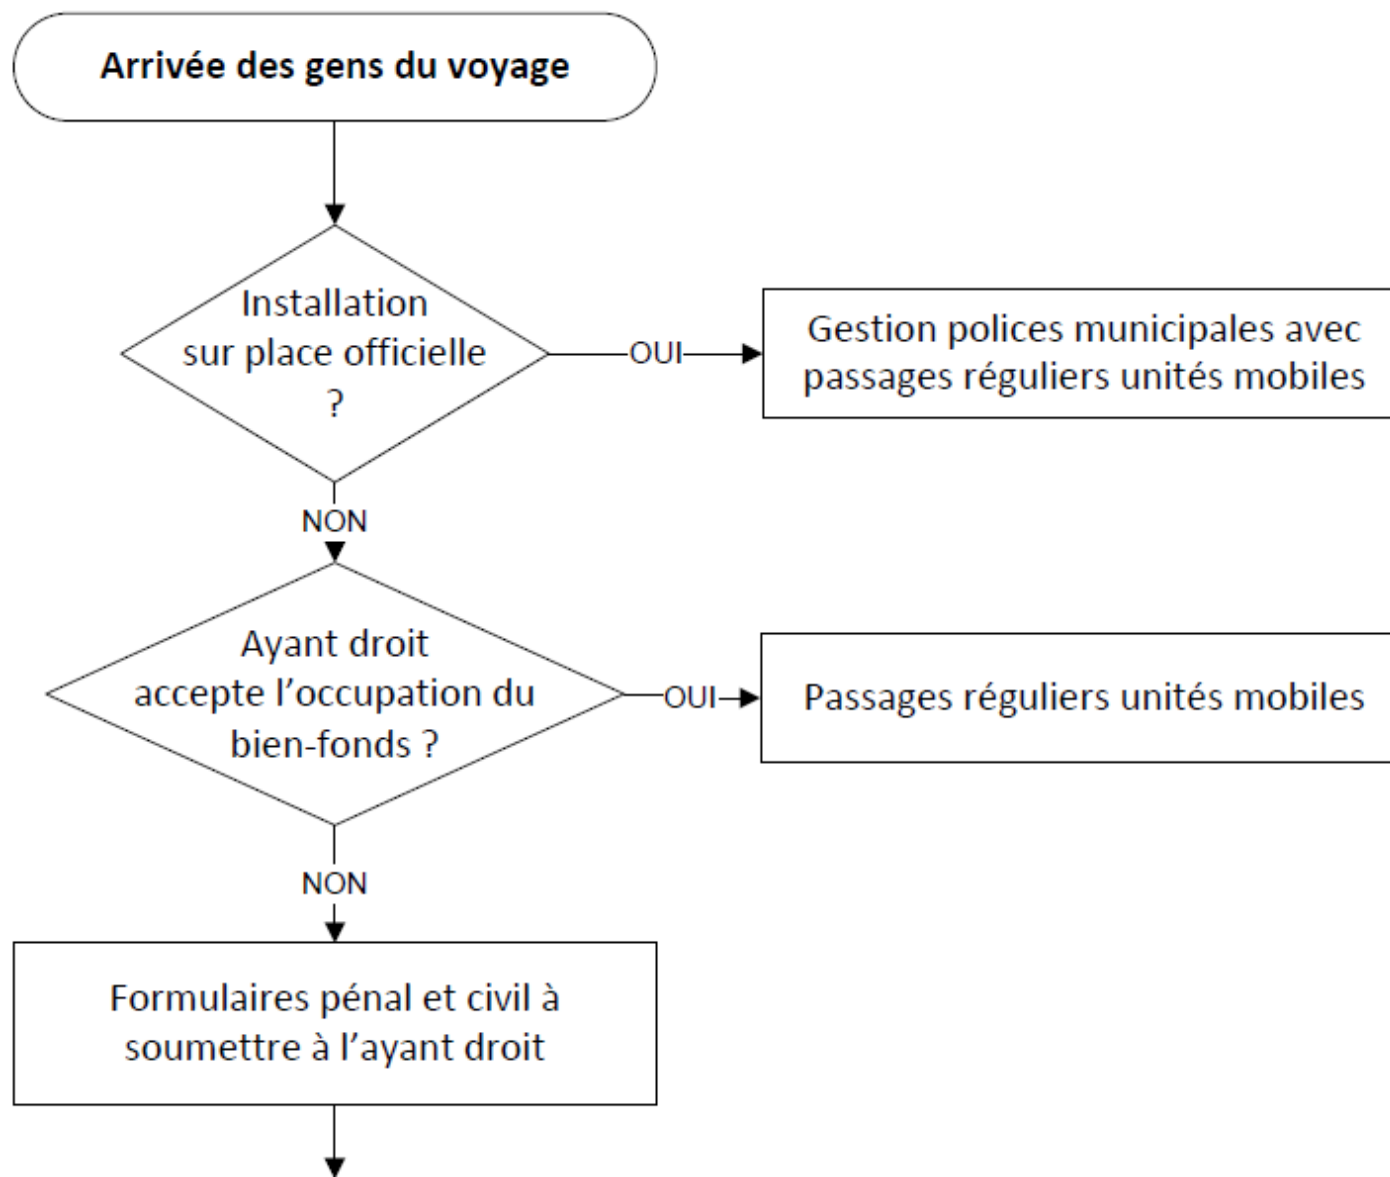 Arrivée des gens du voyage
Installation
sur place officielle
?
OUI
Gestion polices municipales avec
passages réguliers unités mobiles
NON
Ayant droit
accepte l’occupation du
bien-fonds ?
OUI
Passages réguliers unités mobiles
NON
Formulaires pénal et civil à
soumettre à l’ayant droit